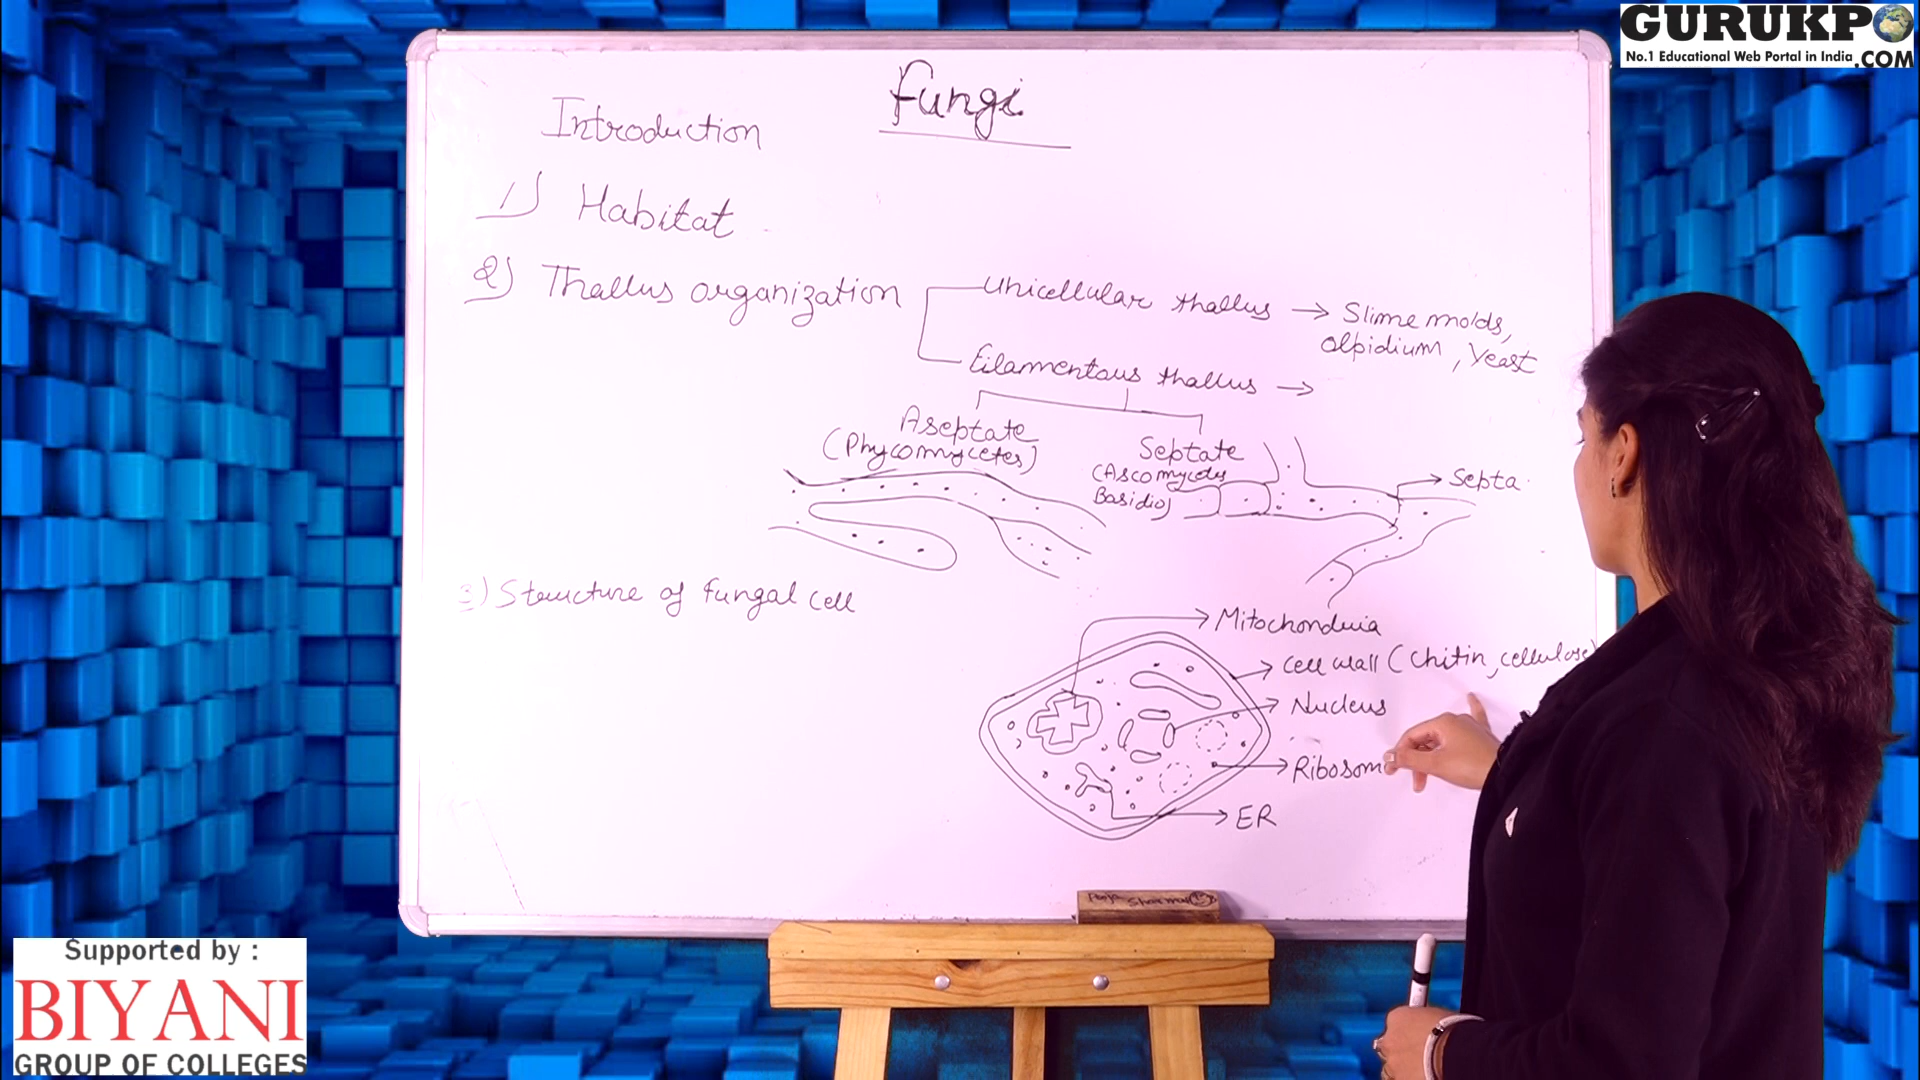 GURUKPO
No.1 Educational Web Portal in India
.COM
Fungi
Introduction
1) Habitat
2) Thallus organization
Unicellular thallus → Slime molds,
olpidium, Yeast
Filamentous thallus →
Aseptate
(Phycomycetes)
Septate
(Ascomycetes
Basidio)
→ Septa
3) Structure of fungal cell
→ Mitochondria
→ Cell wall (Chitin, cellulose)
→ Nucleus
→ Ribosom
→ ER
Supported by :
BIYANI
GROUP OF COLLEGES